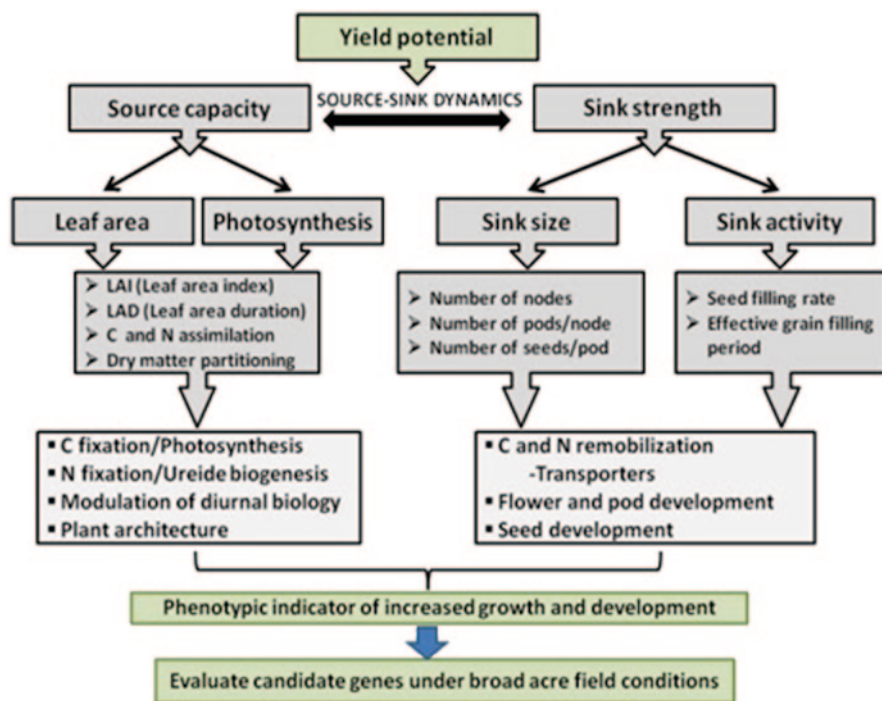 Yield potential
Source capacity
SOURCE-SINK DYNAMICS
Sink strength
Leaf area
Photosynthesis
Sink size
Sink activity
➢ LAI (Leaf area index)
➢ LAD (Leaf area duration)
➢ C and N assimilation
➢ Dry matter partitioning
➢ Number of nodes
➢ Number of pods/node
➢ Number of seeds/pod
➢ Seed filling rate
➢ Effective grain filling
period
▪ C fixation/Photosynthesis
▪ N fixation/Ureide biogenesis
▪ Modulation of diurnal biology
▪ Plant architecture
▪ C and N remobilization
-Transporters
▪ Flower and pod development
▪ Seed development
Phenotypic indicator of increased growth and development
Evaluate candidate genes under broad acre field conditions